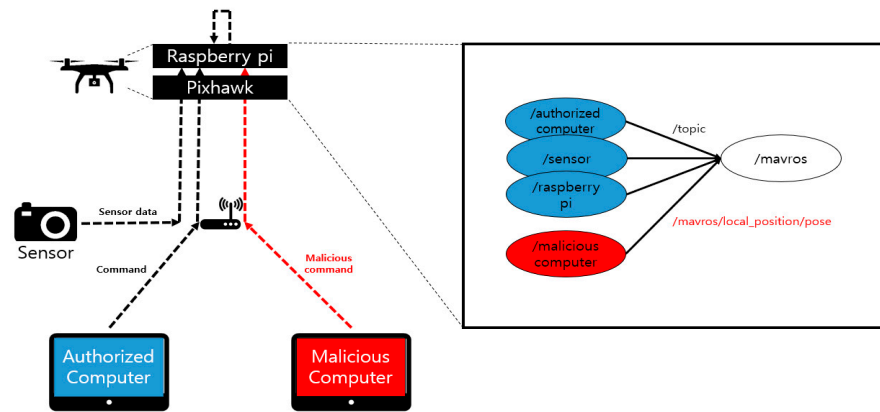 Raspberry pi
Pixhawk
Sensor data
Sensor
Command
Malicious
command
Authorized
Computer
Malicious
Computer
/authorized
computer
/sensor
/raspberry
pi
/malicious
computer
/topic
/mavros
/mavros/local_position/pose